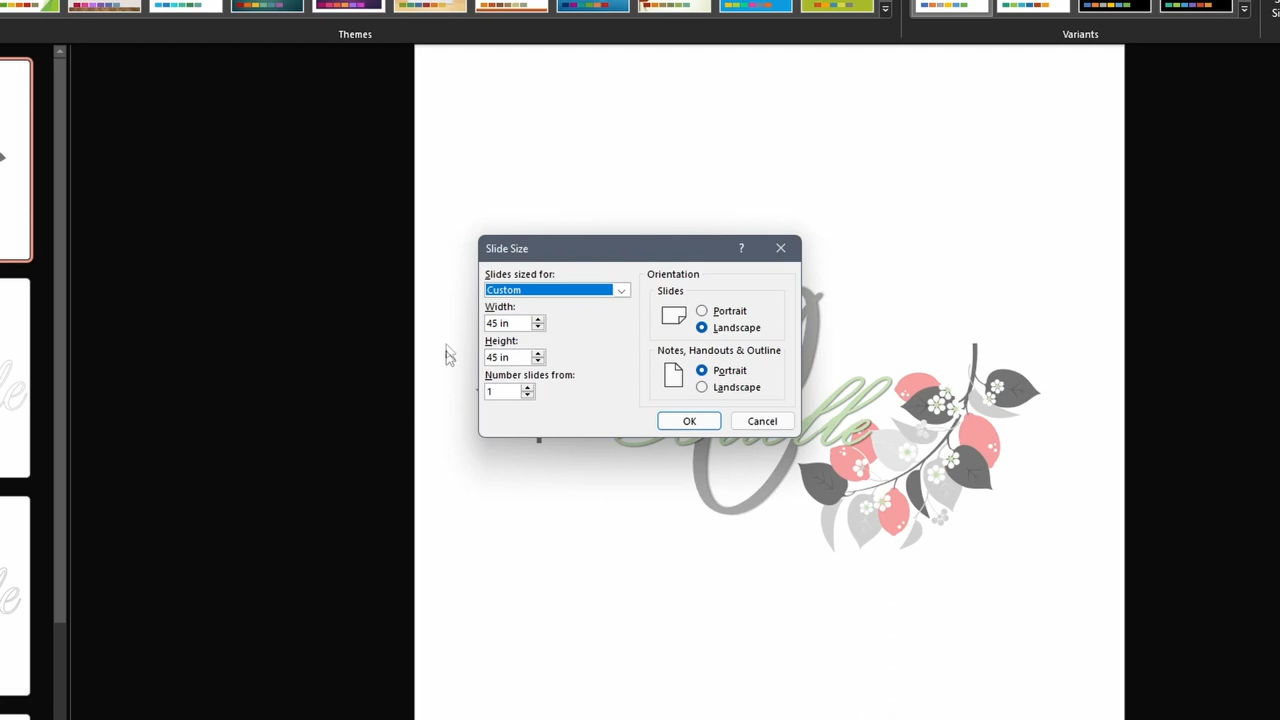 Themes
Variants
Slide Size
?
Slides sized for:
Custom
Width:
45 in
Height:
45 in
Number slides from:
1
Orientation
Slides
Portrait
Landscape
Notes, Handouts & Outline
Portrait
Landscape
OK
Cancel